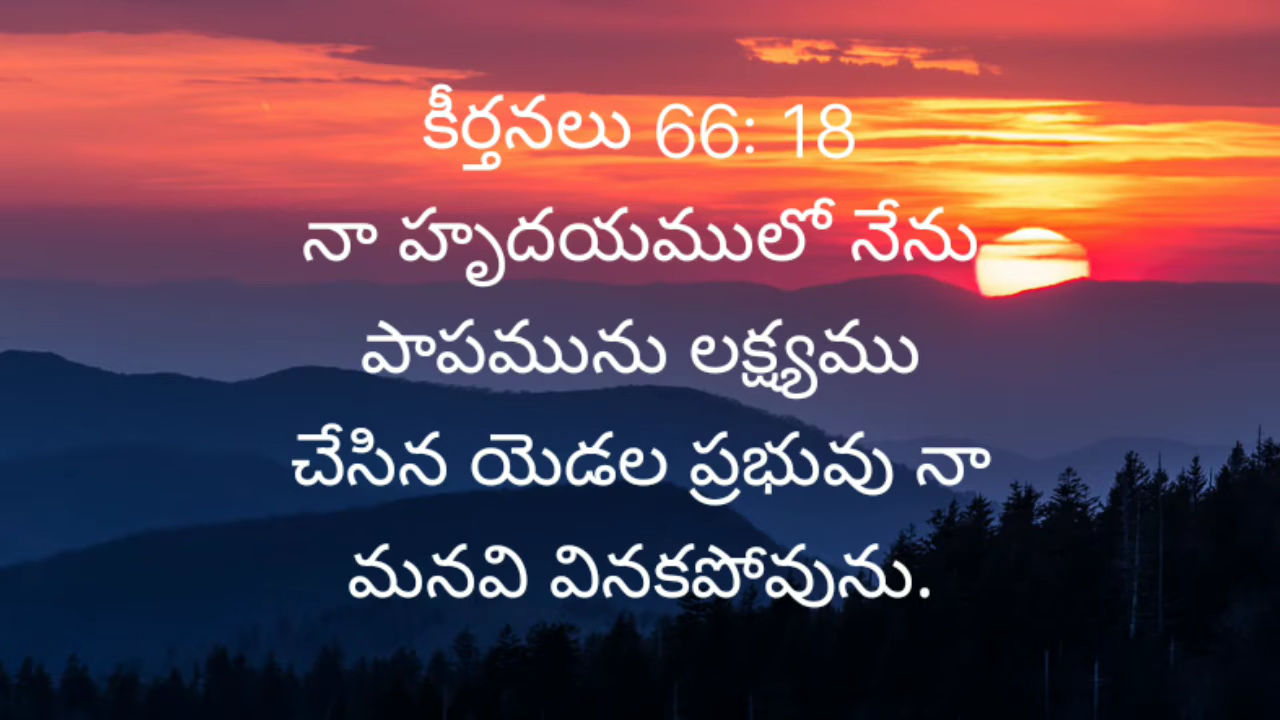 కీర్తనలు 66: 18
నా హృదయములో నేను
పాపమును లక్ష్యము
చేసిన యెడల ప్రభువు నా
మనవి వినకపోవును.